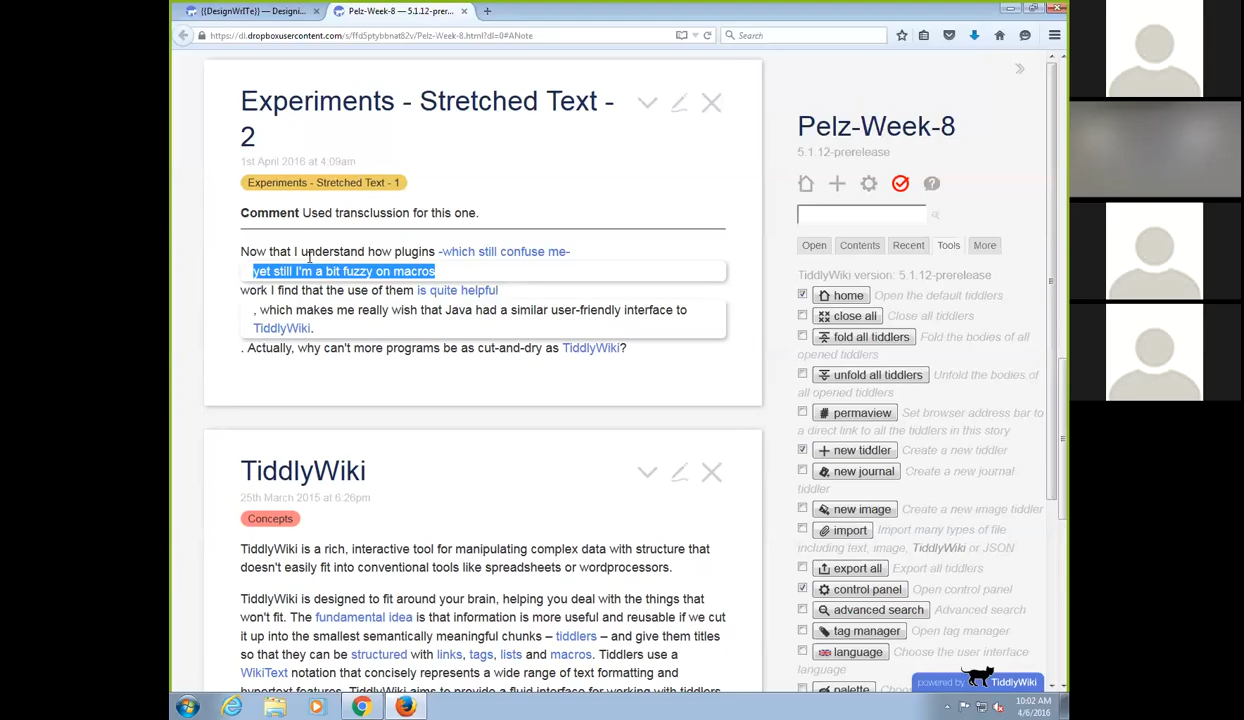 {{DesignWriTe}} — Designi...
Pelz-Week-8 — 5.1.12-prer...
https://dl.dropboxusercontent.com/s/ffd5ptybbnat82v/Pelz-Week-8.html?dl=0#ANote
Search
Experiments - Stretched Text -
2
1st April 2016 at 4:09am
Experiments - Stretched Text - 1
Comment Used transclussion for this one.
Now that I understand how plugins -which still confuse me-
yet still I'm a bit fuzzy on macros
work I find that the use of them is quite helpful
, which makes me really wish that Java had a similar user-friendly interface to
TiddlyWiki.
. Actually, why can't more programs be as cut-and-dry as TiddlyWiki?
TiddlyWiki
25th March 2015 at 6:26pm
Concepts
TiddlyWiki is a rich, interactive tool for manipulating complex data with structure that
doesn't easily fit into conventional tools like spreadsheets or wordprocessors.
TiddlyWiki is designed to fit around your brain, helping you deal with the things that
won't fit. The fundamental idea is that information is more useful and reusable if we cut
it up into the smallest semantically meaningful chunks – tiddlers – and give them titles
so that they can be structured with links, tags, lists and macros. Tiddlers use a
WikiText notation that concisely represents a wide range of text formatting and
hypertext features. TiddlyWiki aims to provide a fluid interface for working with tiddlers
Pelz-Week-8
5.1.12-prerelease
Open Contents Recent Tools More
TiddlyWiki version: 5.1.12-prerelease
home Open the default tiddlers
close all Close all tiddlers
fold all tiddlers Fold the bodies of all
opened tiddlers
unfold all tiddlers Unfold the bodies of
all opened tiddlers
permaview Set browser address bar to
a direct link to all the tiddlers in this story
new tiddler Create a new tiddler
new journal Create a new journal
tiddler
new image Create a new image tiddler
import Import many types of file
including text, image, TiddlyWiki or JSON
export all Export all tiddlers
control panel Open control panel
advanced search Advanced search
tag manager Open tag manager
language Choose the user interface
language
palette
powered by TiddlyWiki
10:02 AM
4/6/2016